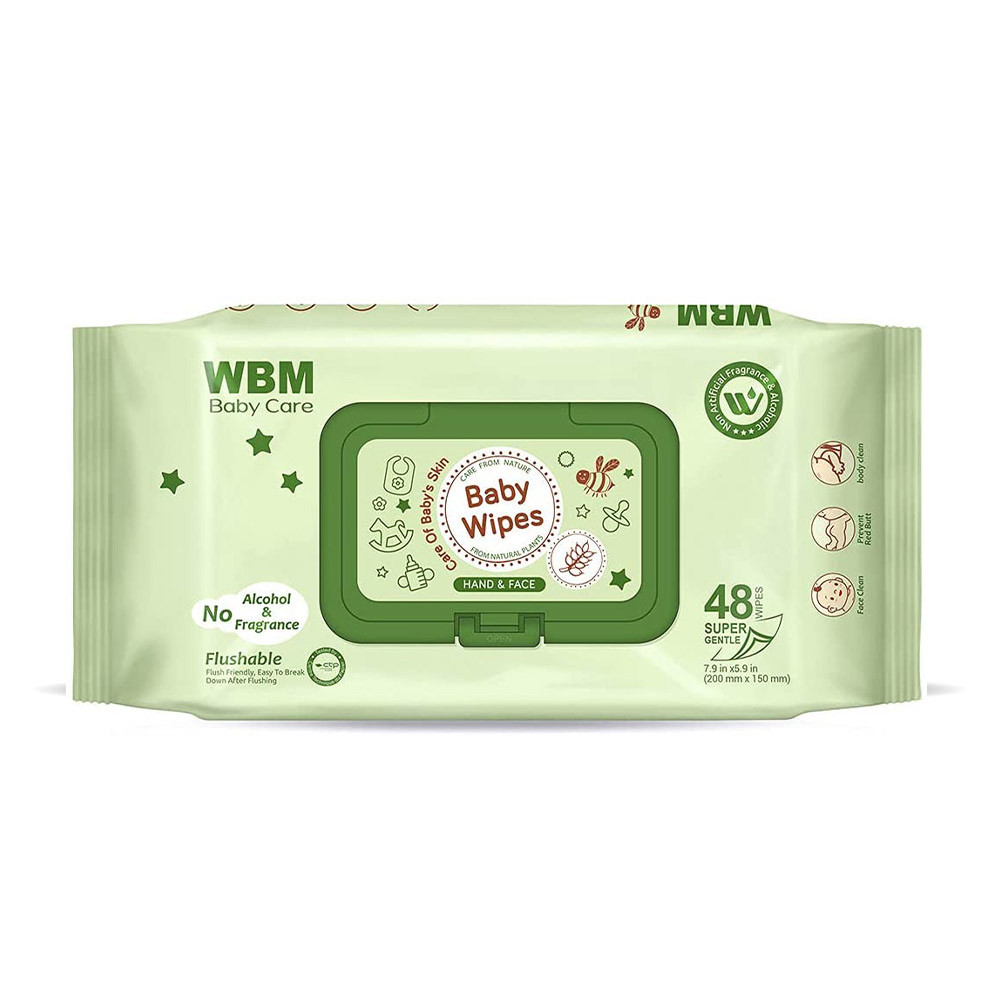 WBM
WBM
Baby Care
Non Artificial Fragrance & Alcoholic
W
Care Of Baby's Skin
CARE FROM NATURE
Baby
Wipes
FROM NATURAL PLANTS
HAND & FACE
OPEN
body clean
Prevent
Red Butt
Face Clean
No Alcohol
&
Fragrance
Flushable
Flush Friendly, Easy To Break
Down After Flushing
48 WIPES
SUPER
GENTLE
7.9 in x5.9 in
(200 mm x 150 mm)